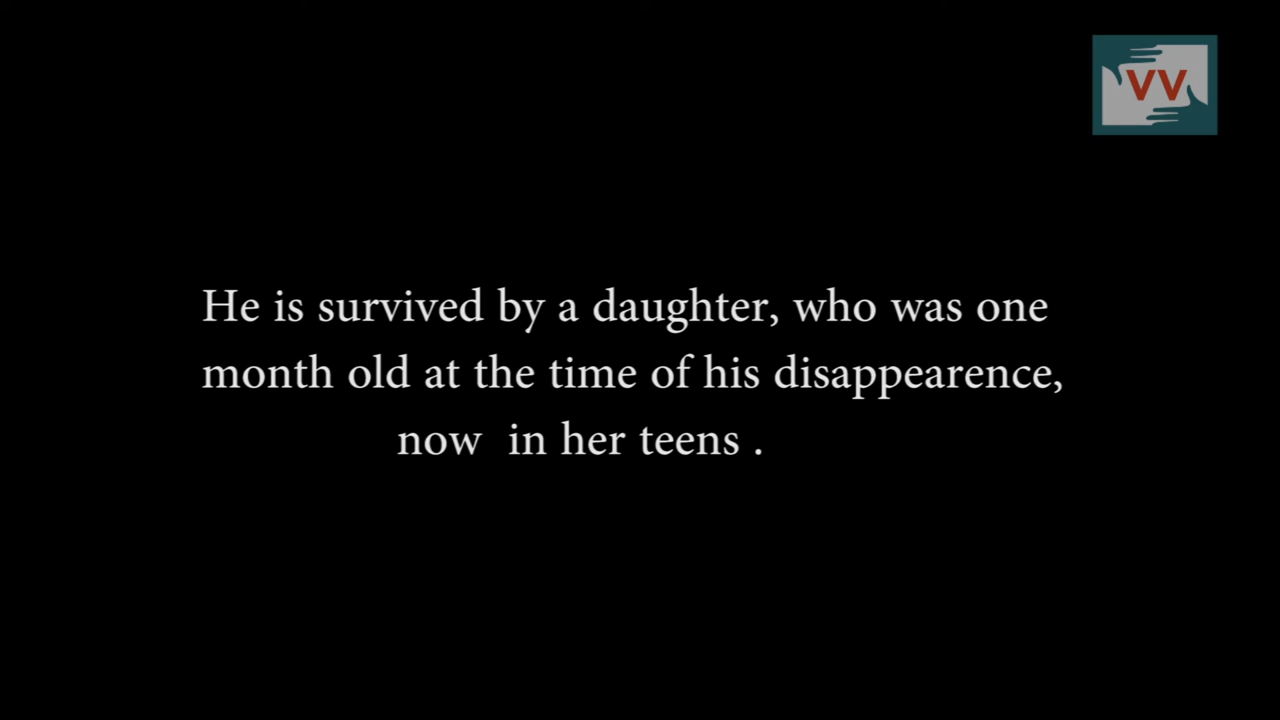 VV
He is survived by a daughter, who was one
month old at the time of his disappearence,
now  in her teens .